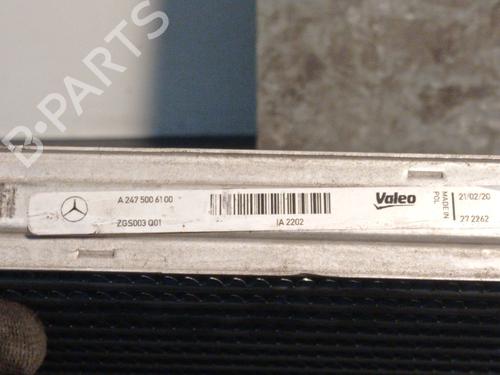 B-PARTS
A 247 500 61 00
ZGS003 Q01
IA 2202
Valeo
MADE IN
POL
21/02/20
27 2262